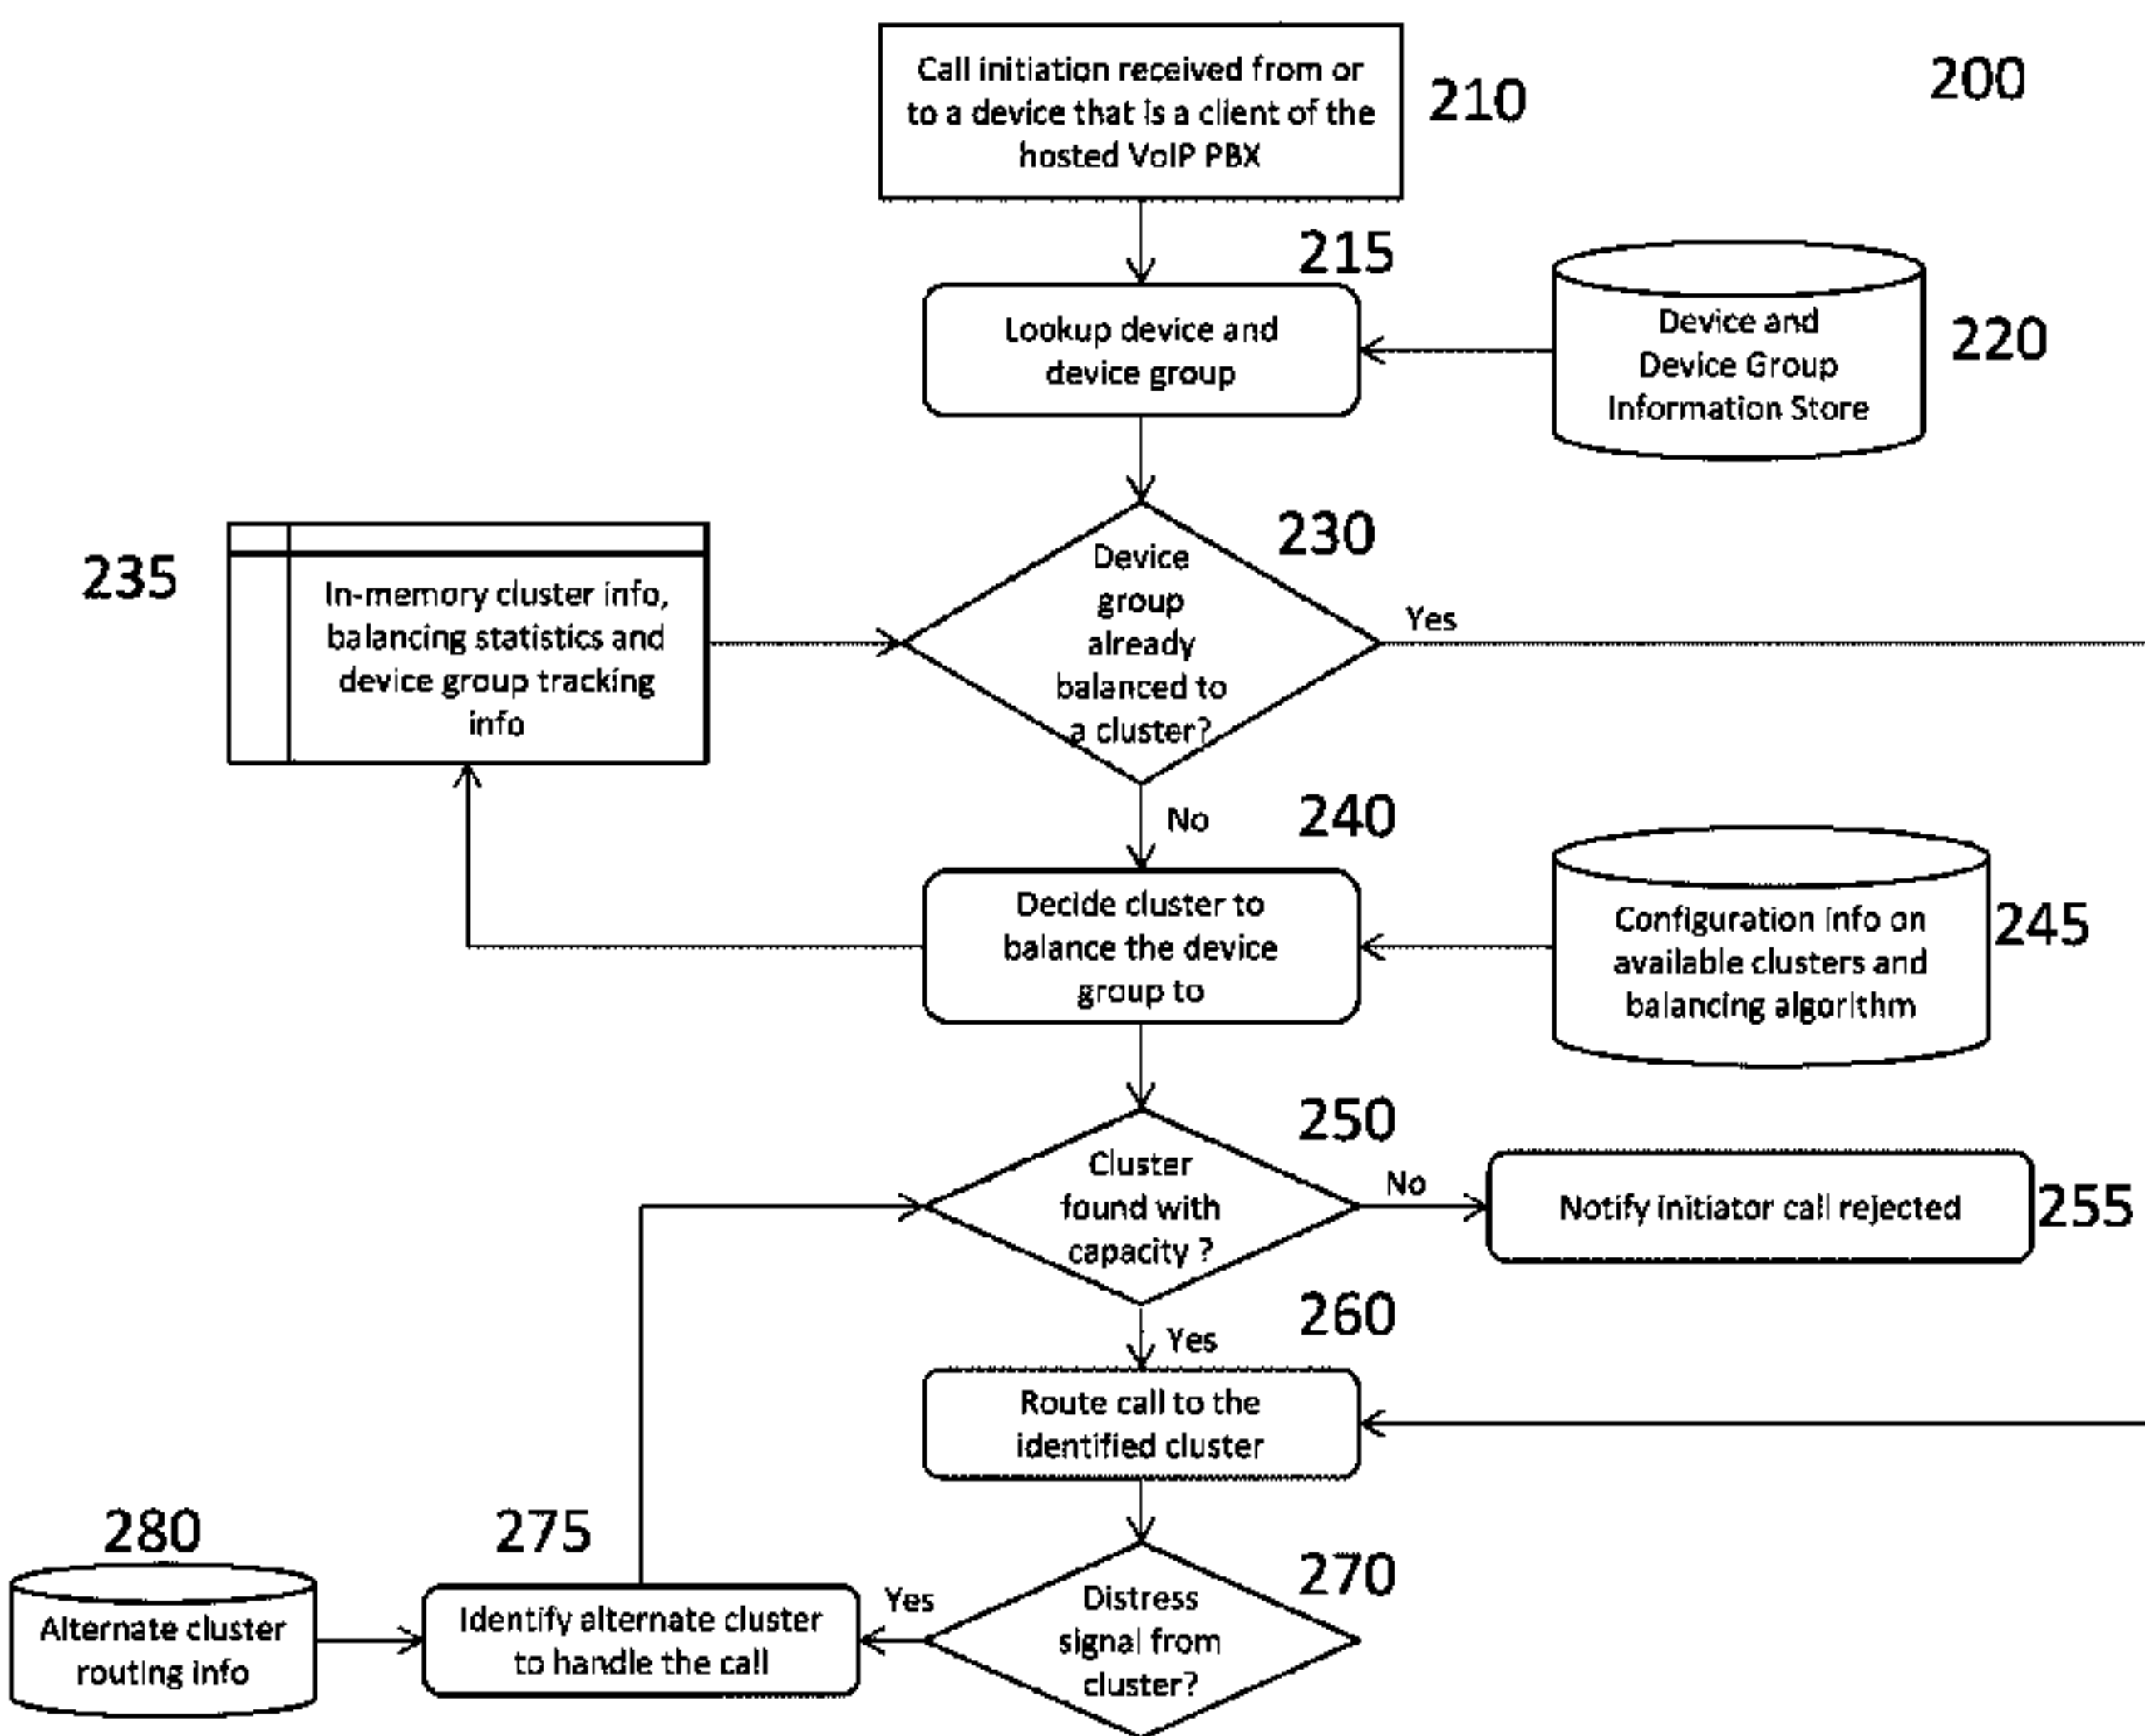 Call initiation received from or
to a device that is a client of the
hosted VoIP PBX
210
200
215
Lookup device and
device group
Device and
Device Group
Information Store
220
230
235
In-memory cluster info,
balancing statistics and
device group tracking
info
Device
group
already
balanced to
a cluster?
Yes
No
240
Decide cluster to
balance the device
group to
Configuration info on
available clusters and
balancing algorithm
245
250
Cluster
found with
capacity ?
No
Notify initiator call rejected
255
260
Yes
Route call to the
identified cluster
280
275
270
Alternate cluster
routing info
Identify alternate cluster
to handle the call
Yes
Distress
signal from
cluster?